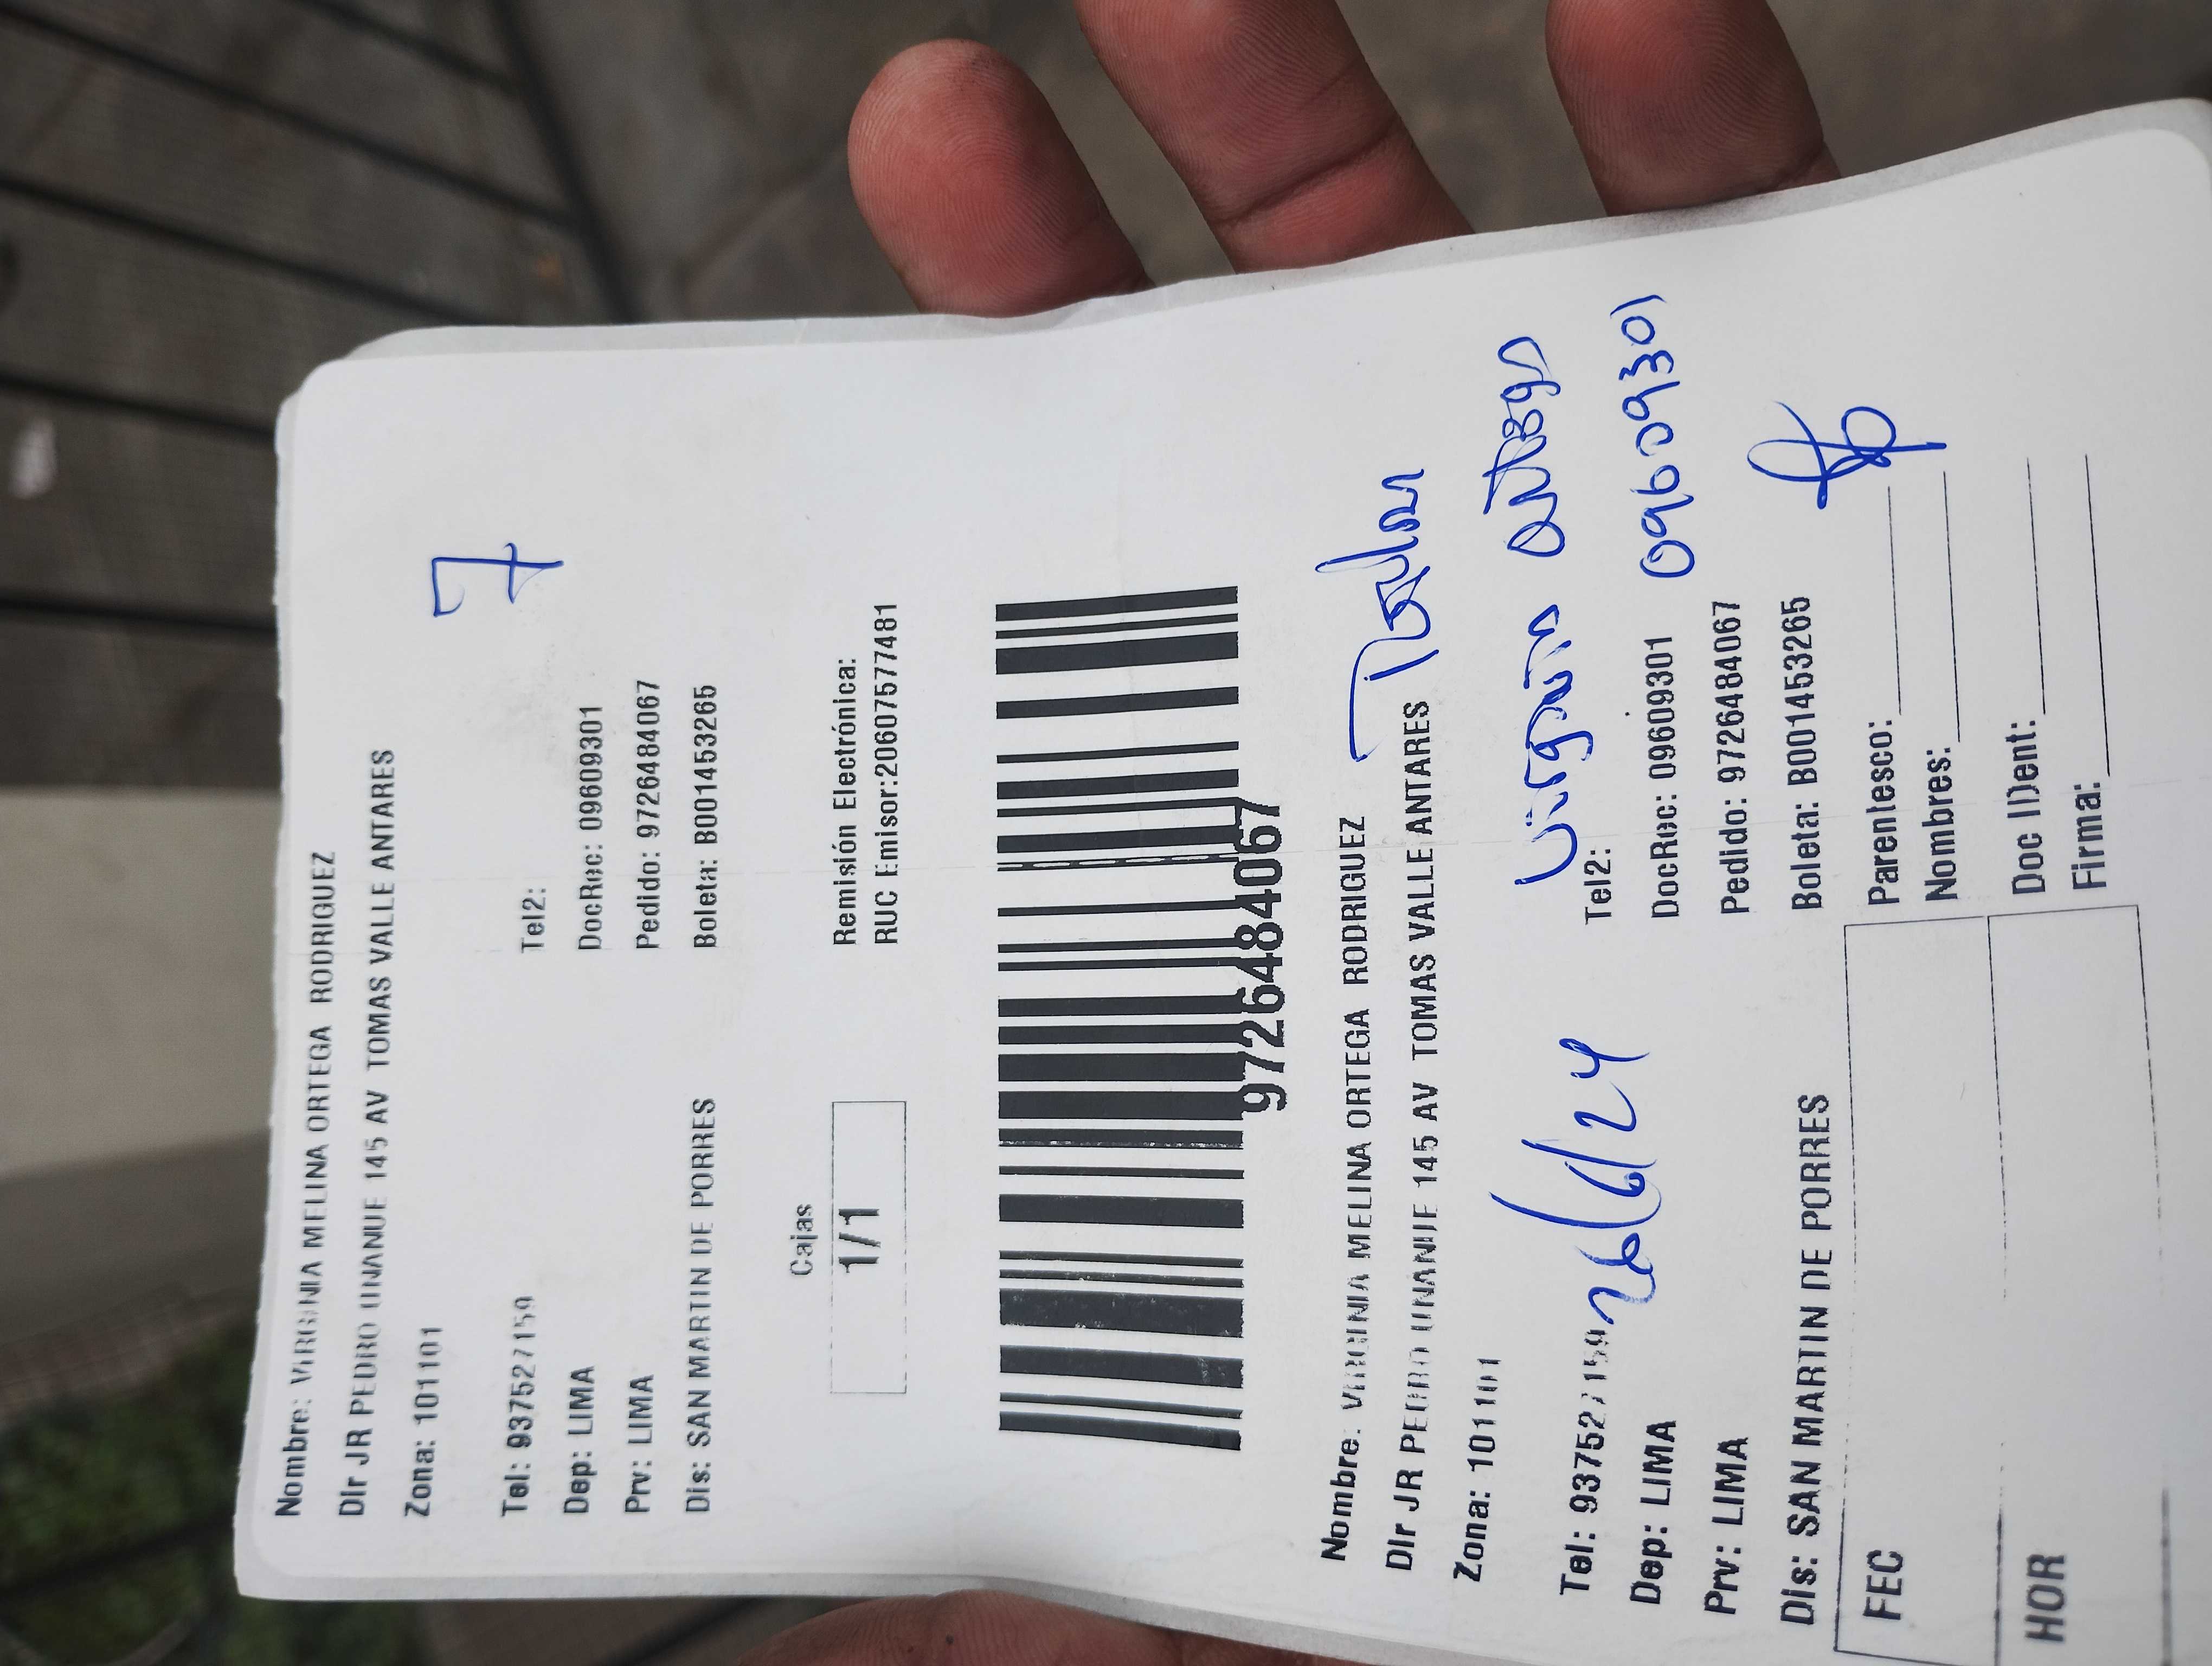 Nombre: VIRGINIA MELINA ORTEGA RODRIGUEZ
Dir JR PEDRO UNANUE 145 AV TOMAS VALLE ANTARES
Zona: 101101
7
Tel: 937527159 Tel2:
Dep: LIMA DocRec: 09609301
Prv: LIMA Pedido: 97264484067
Dis: SAN MARTIN DE PORRES Boleta: B001453265
Cajas
1/1
Remisión Electrónica:
RUC Emisor:20607577481
97264484067
Nombre: VIRGINIA MELINA ORTEGA RODRIGUEZ
Dir JR PEDRO UNANUE 145 AV TOMAS VALLE ANTARES
Zona: 101101
Virginia Ortega
Tel: 937527159 26/6/24 Tel2:
09609301
Dep: LIMA DocRec: 09609301
Prv: LIMA Pedido: 97264484067
Dis: SAN MARTIN DE PORRES Boleta: B001453265
FEC Parentesco:
Nombres:
HOR Doc IDent:
Firma: